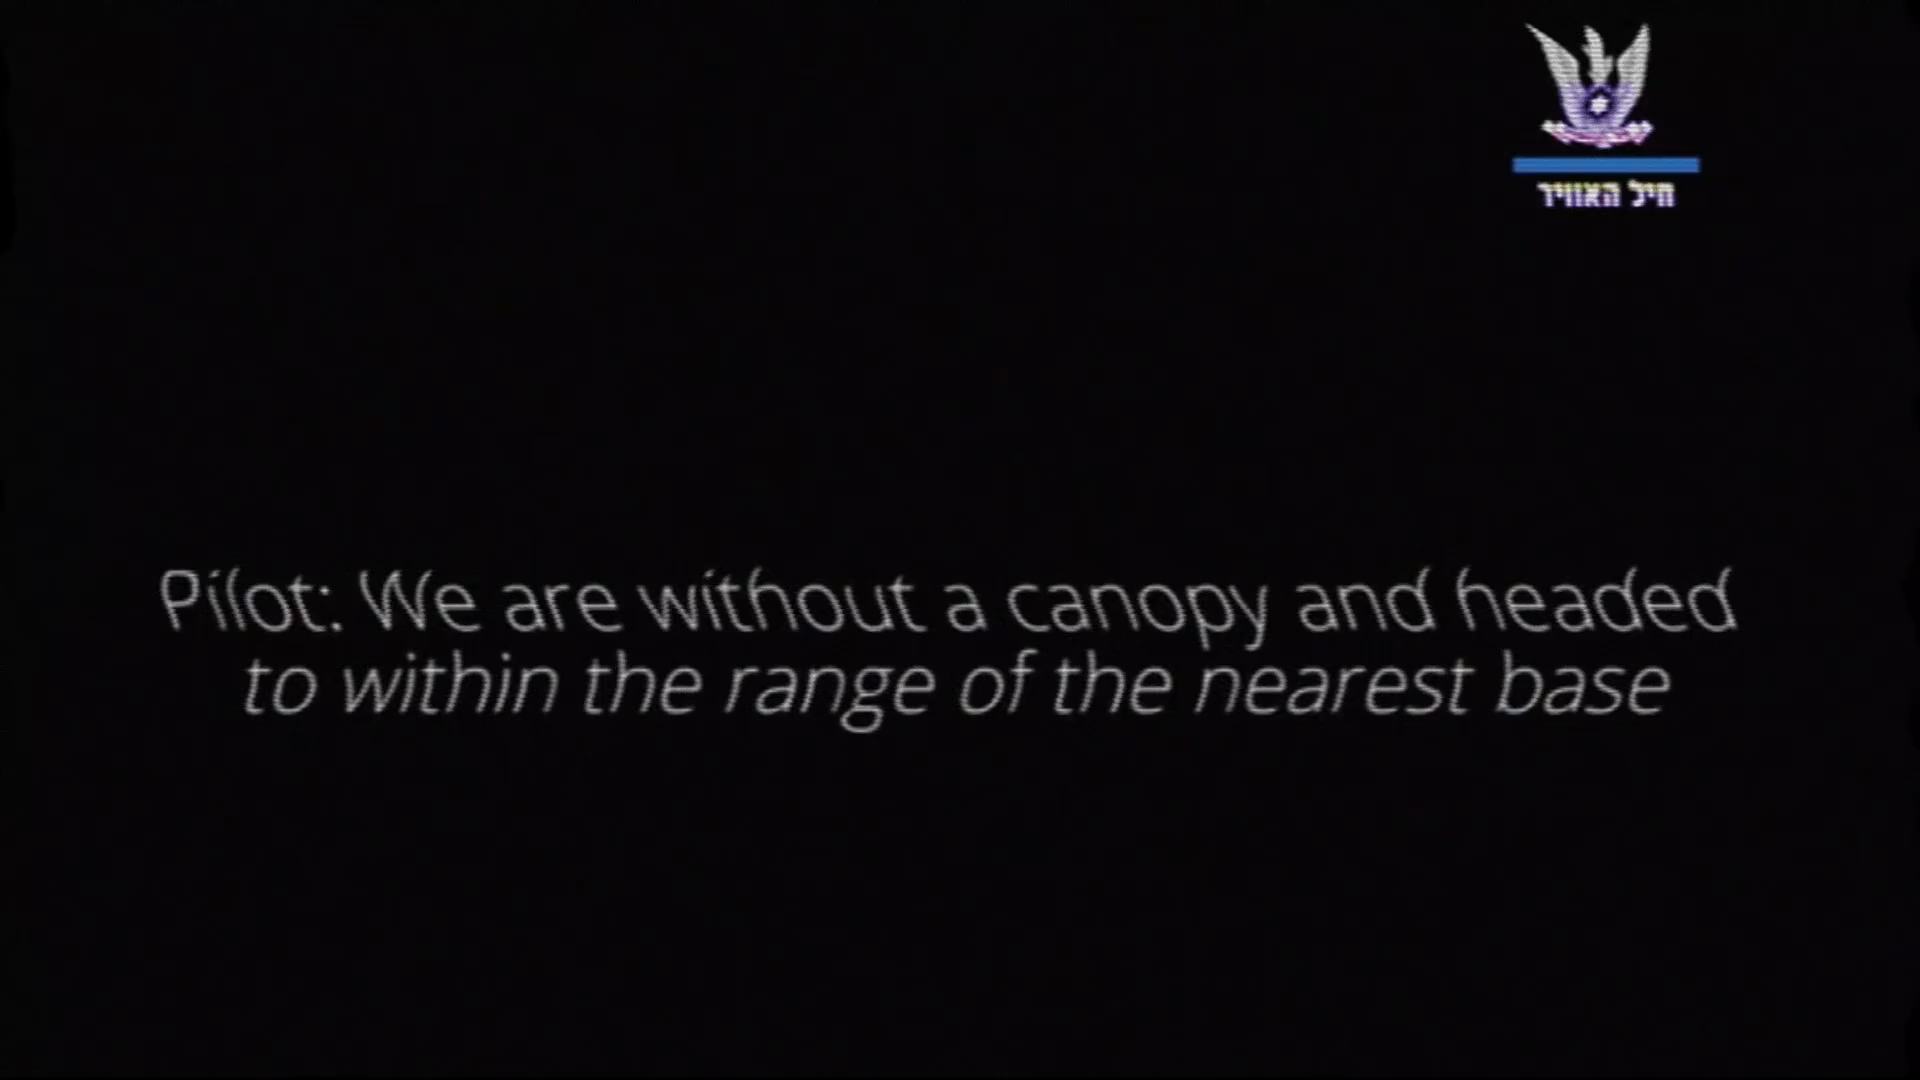 חיל האוויר
Pilot: We are without a canopy and headed
to within the range of the nearest base